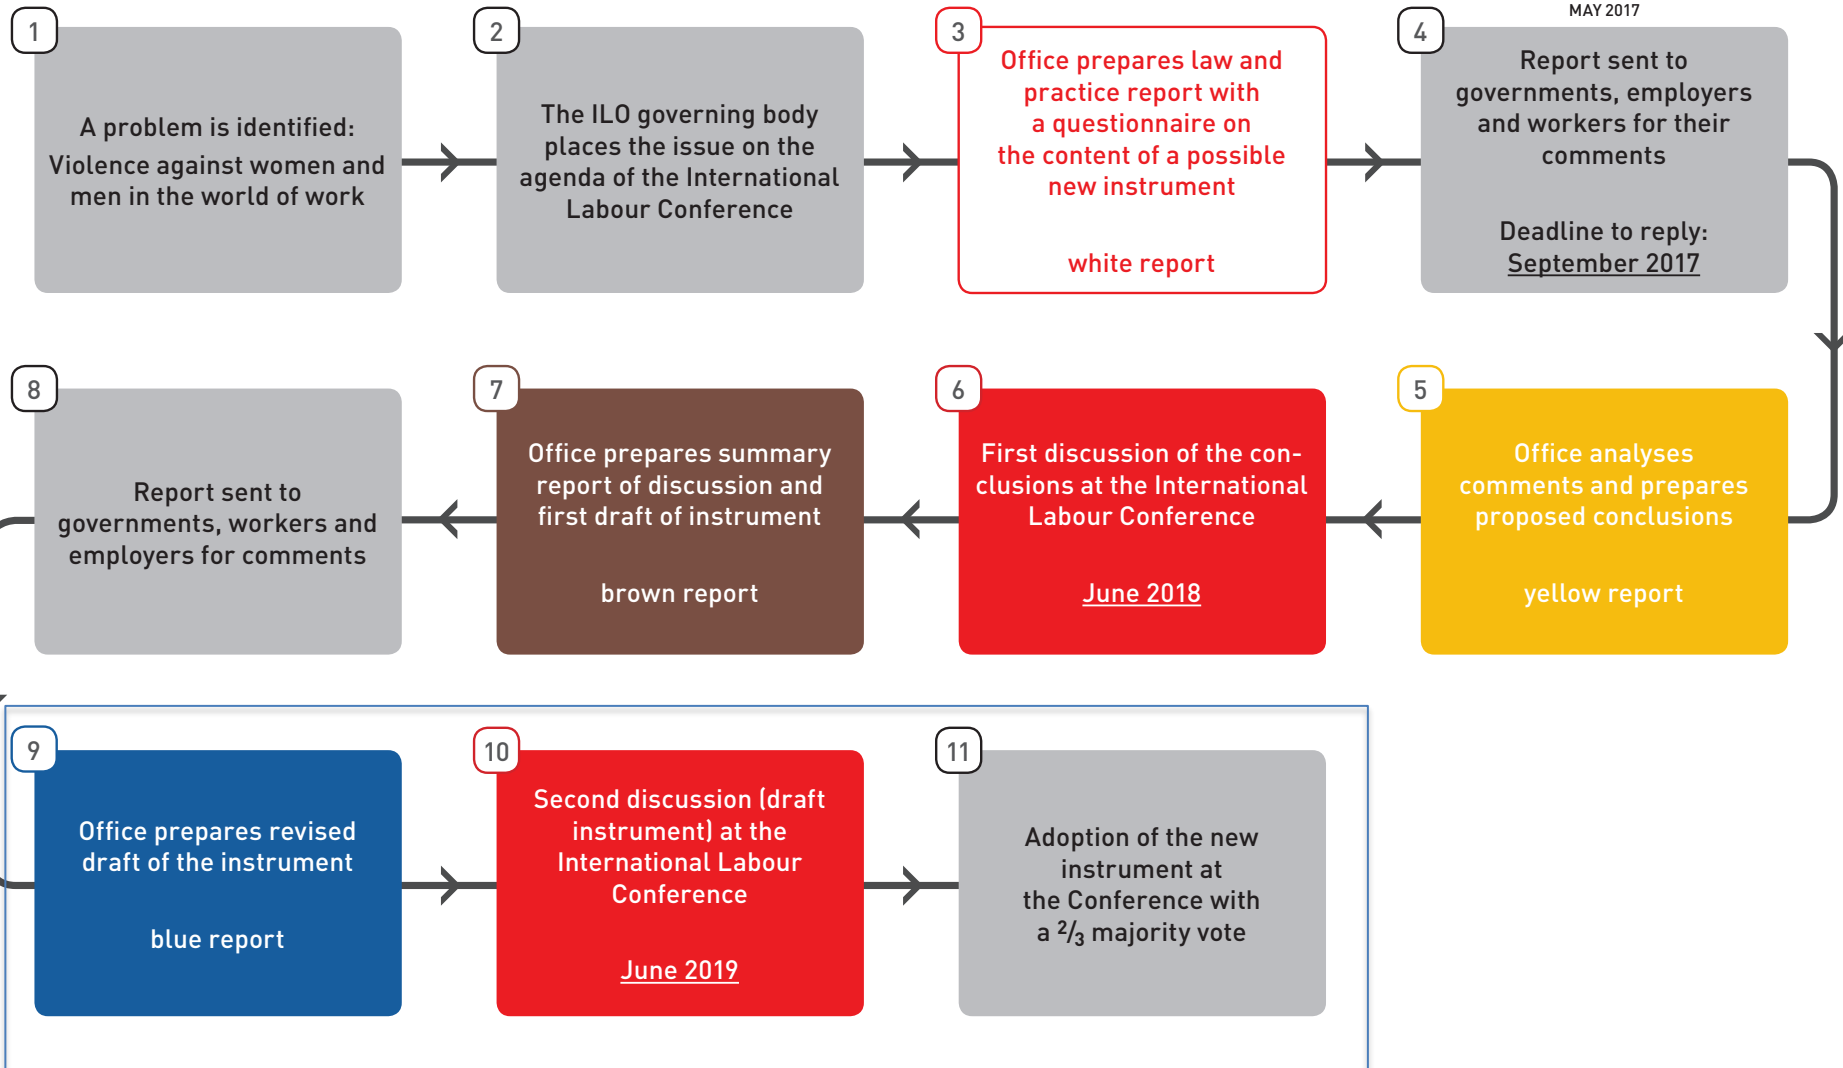 1
A problem is identified:
Violence against women and
men in the world of work
2
The ILO governing body
places the issue on the
agenda of the International
Labour Conference
3
Office prepares law and
practice report with
a questionnaire on
the content of a possible
new instrument
white report
MAY 2017
4
Report sent to
governments, employers
and workers for their
comments
Deadline to reply:
September 2017
5
Office analyses
comments and prepares
proposed conclusions
yellow report
6
First discussion of the con-
clusions at the International
Labour Conference
June 2018
7
Office prepares summary
report of discussion and
first draft of instrument
brown report
8
Report sent to
governments, workers and
employers for comments
9
Office prepares revised
draft of the instrument
blue report
10
Second discussion (draft
instrument) at the
International Labour
Conference
June 2019
11
Adoption of the new
instrument at
the Conference with
a 2/3 majority vote